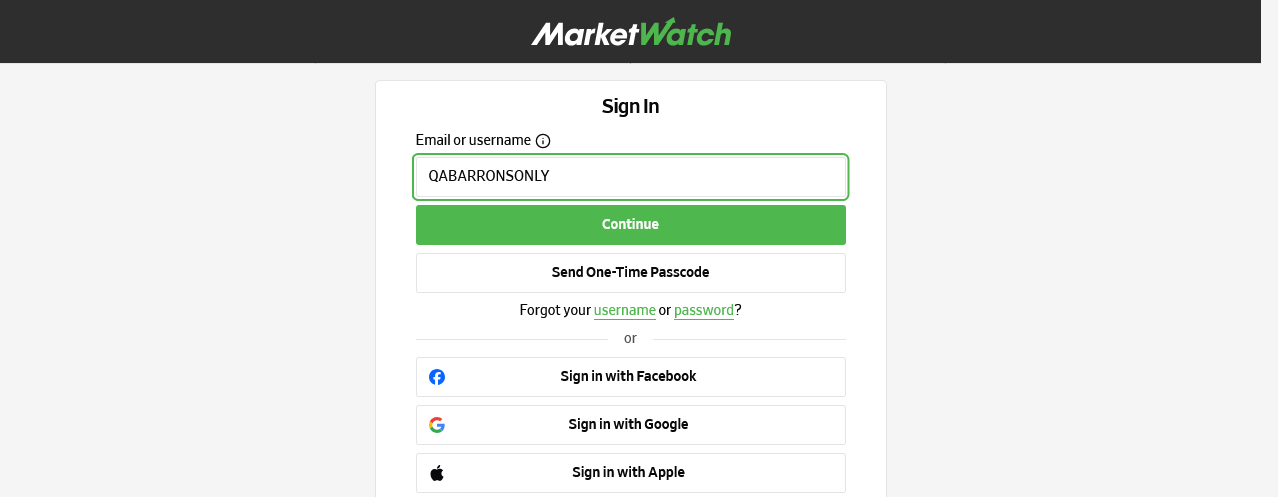 MarketWatch
Sign In
Email or username
QABARRONSONLY
Continue
Send One-Time Passcode
Forgot your username or password?
or
Sign in with Facebook
Sign in with Google
Sign in with Apple